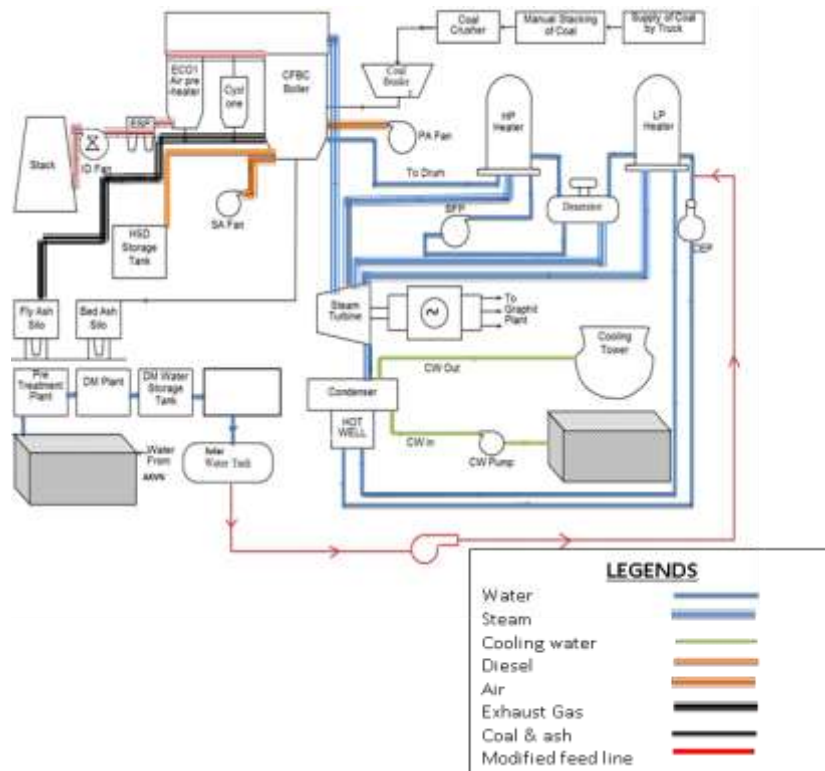 Coal
Crusher
Manual Stacking
of Coal
Supply of Coal
by Truck
ECO1
Air pre
-heater
Cycl
one
CFBC
Boiler
Coal
Bunker
HP
Heater
LP
Heater
ESP
Stack
ID Fan
PA Fan
To Drum
SA Fan
BFP
Deaerator
CEP
HSD
Storage
Tank
Steam
Turbine
To
Graphit
Plant
Fly Ash
Silo
Bed Ash
Silo
Cooling
Tower
CW Out
Pre
Treatment
Plant
DM Plant
DM Water
Storage
Tank
Condenser
HOT
WELL
CW in
CW Pump
Water
From
AKVN
Solar
Water Tank
LEGENDS
Water
Steam
Cooling water
Diesel
Air
Exhaust Gas
Coal & ash
Modified feed line